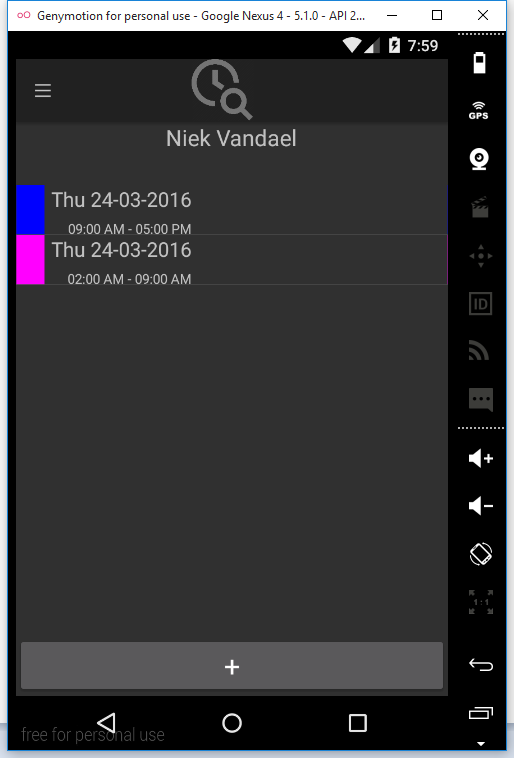 Genymotion for personal use - Google Nexus 4 - 5.1.0 - API 2...
7:59
GPS
Niek Vandael
Thu 24-03-2016
09:00 AM - 05:00 PM
Thu 24-03-2016
02:00 AM - 09:00 AM
ID
1:1
+
free for personal use